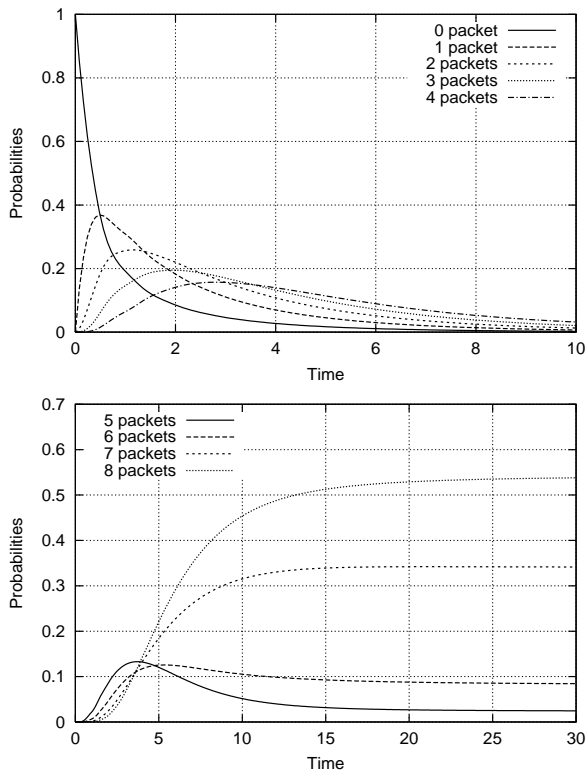 1
0.8
0.6
0.4
0.2
0
Probabilities
0 packet
1 packet
2 packets
3 packets
4 packets
0 2 4 6 8 10
Time
0.7
0.6
0.5
0.4
0.3
0.2
0.1
0
Probabilities
5 packets
6 packets
7 packets
8 packets
0 5 10 15 20 25 30
Time